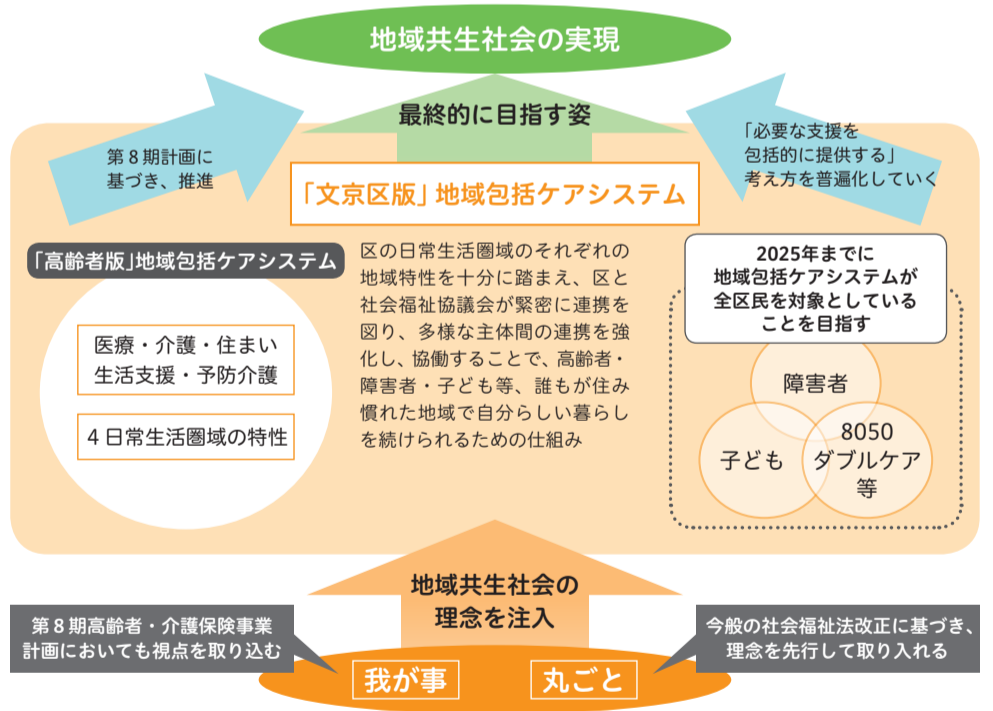 地域共生社会の実現
最終的に目指す姿
第8期計画に
基づき、推進
「必要な支援を
包括的に提供する」
考え方を普遍化していく
「文京区版」地域包括ケアシステム
「高齢者版」地域包括ケアシステム
医療・介護・住まい
生活支援・予防介護
4日常生活圏域の特性
区の日常生活圏域のそれぞれの
地域特性を十分に踏まえ、区と
社会福祉協議会が緊密に連携を
図り、多様な主体間の連携を強
化し、協働することで、高齢者・
障害者・子ども等、誰もが住み
慣れた地域で自分らしい暮らし
を続けられるための仕組み
2025年までに
地域包括ケアシステムが
全区民を対象としている
ことを目指す
障害者
子ども
8050
ダブルケア
等
地域共生社会の
理念を注入
第8期高齢者・介護保険事業
計画においても視点を取り込む
今般の社会福祉法改正に基づき、
理念を先行して取り入れる
我が事
丸ごと